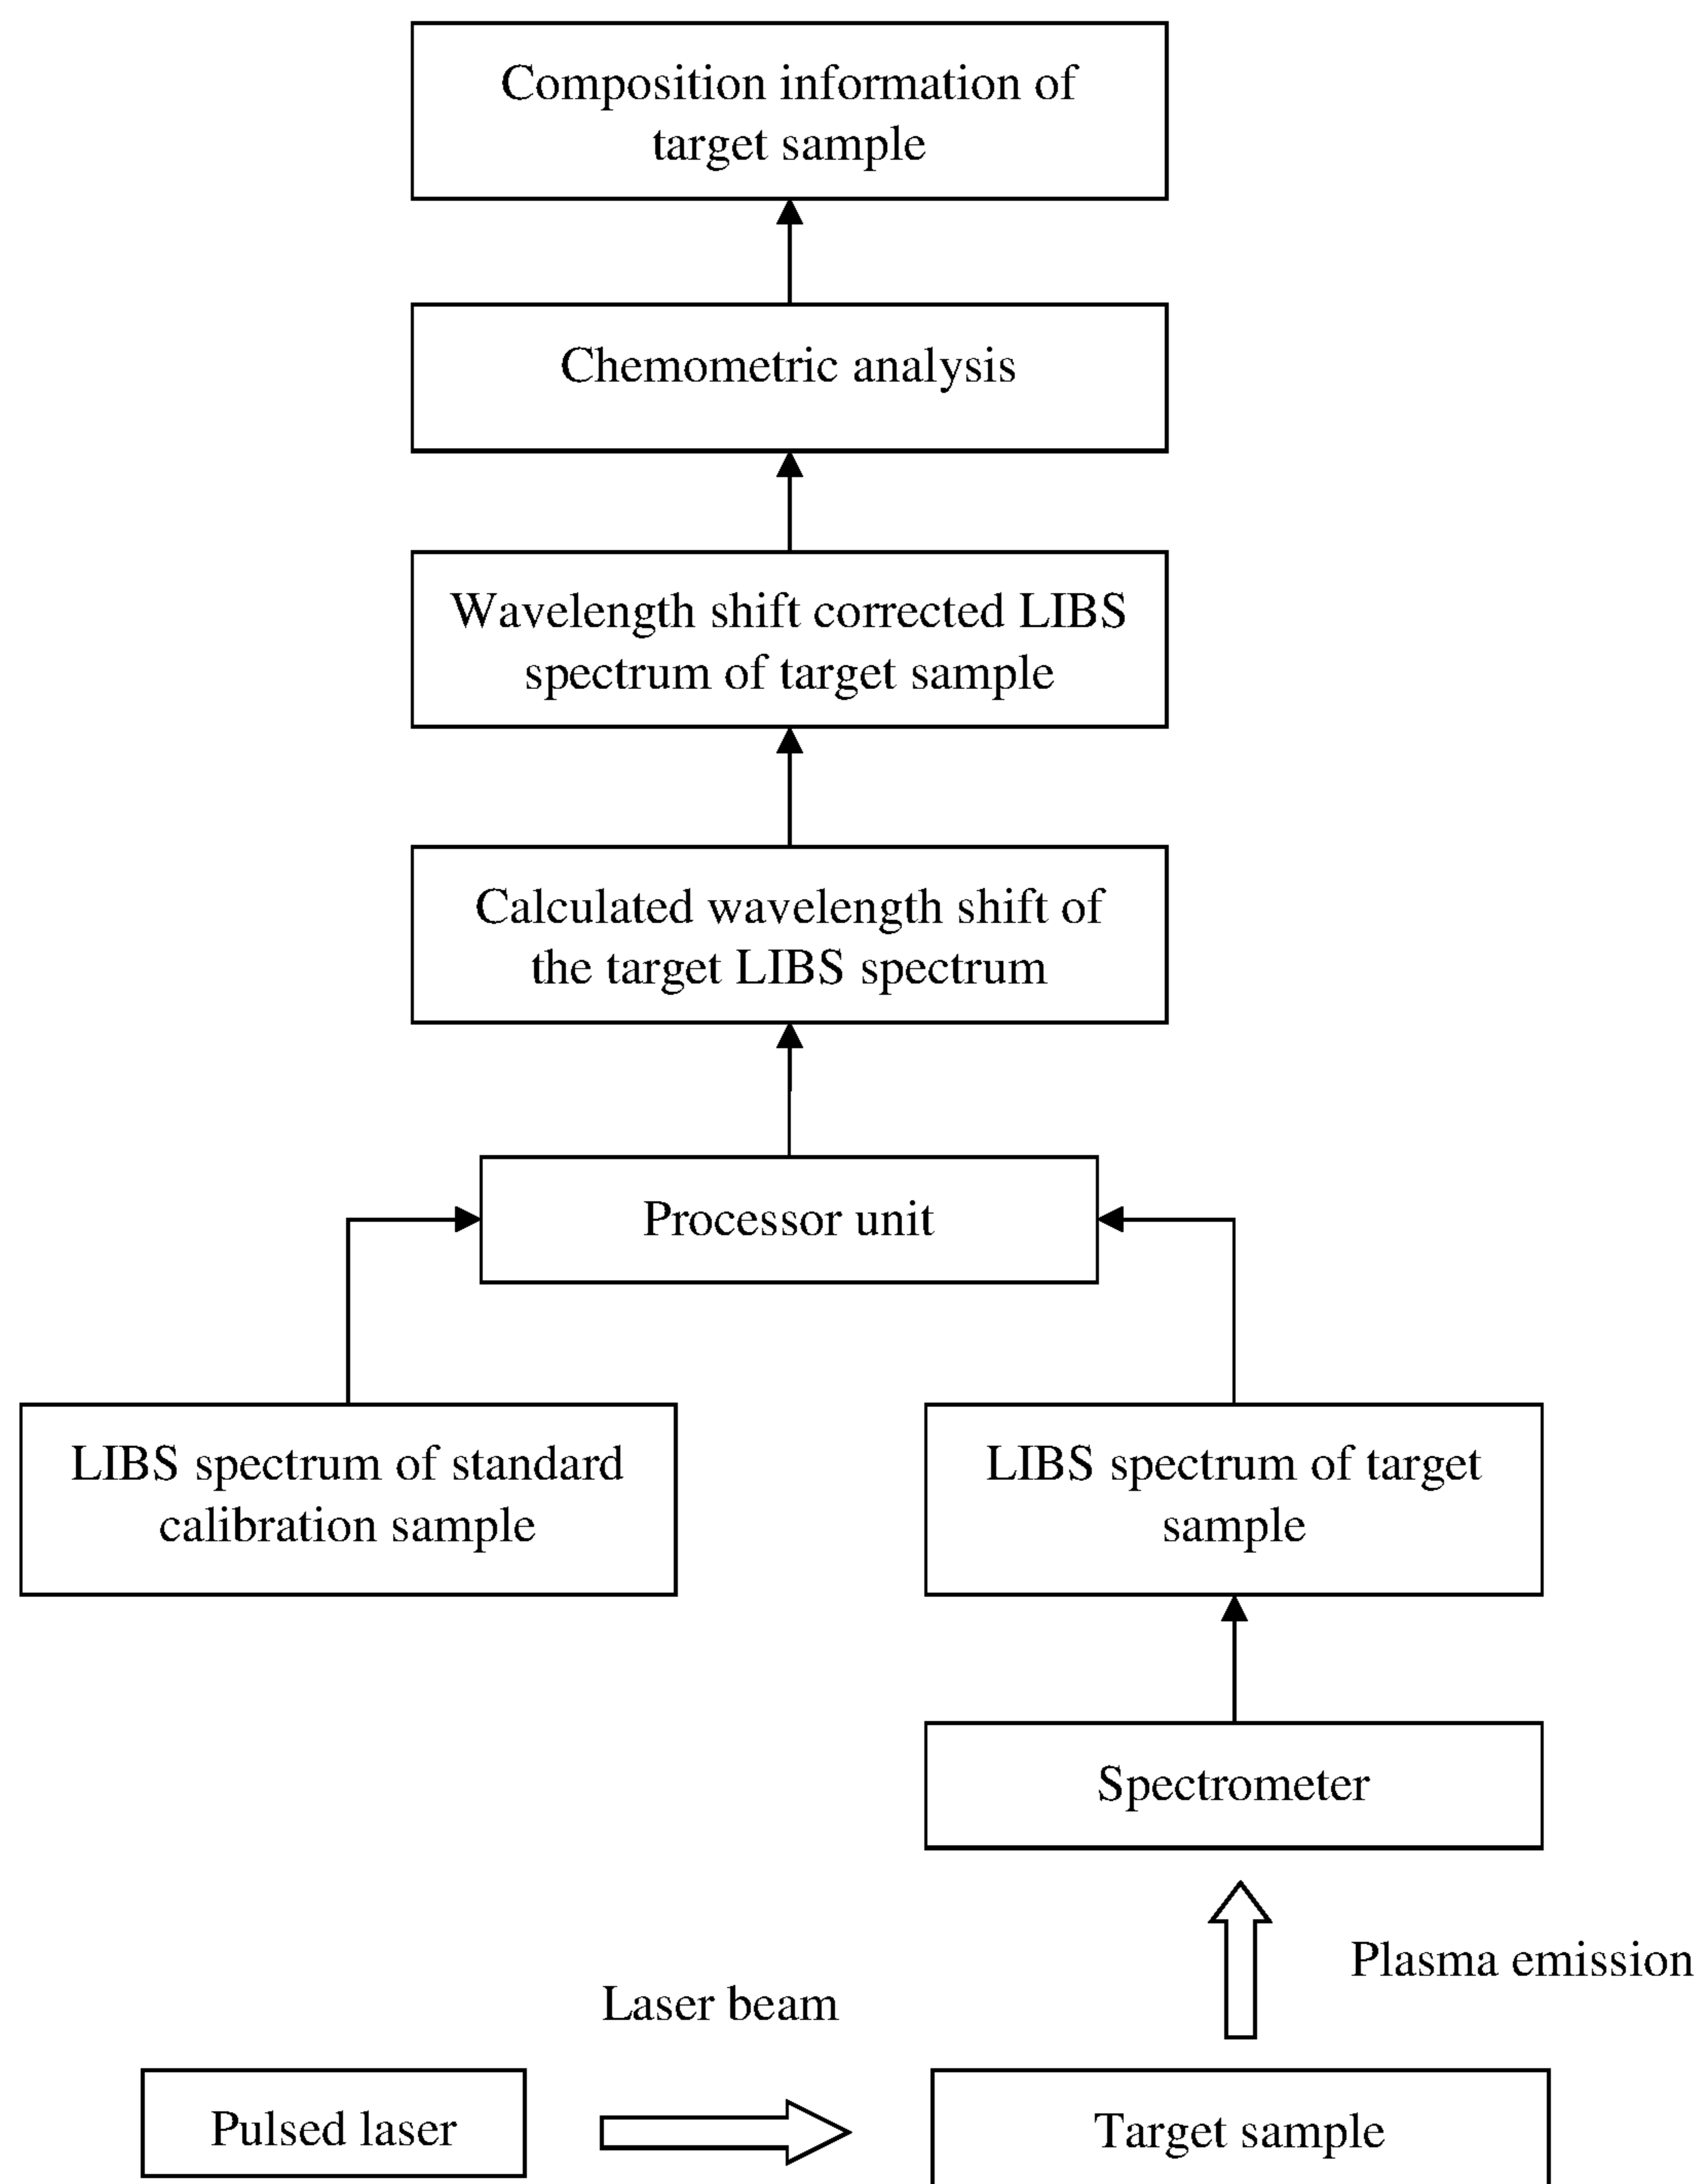 Composition information of
target sample
Chemometric analysis
Wavelength shift corrected LIBS
spectrum of target sample
Calculated wavelength shift of
the target LIBS spectrum
Processor unit
LIBS spectrum of standard
calibration sample
LIBS spectrum of target
sample
Spectrometer
Plasma emission
Laser beam
Pulsed laser
Target sample